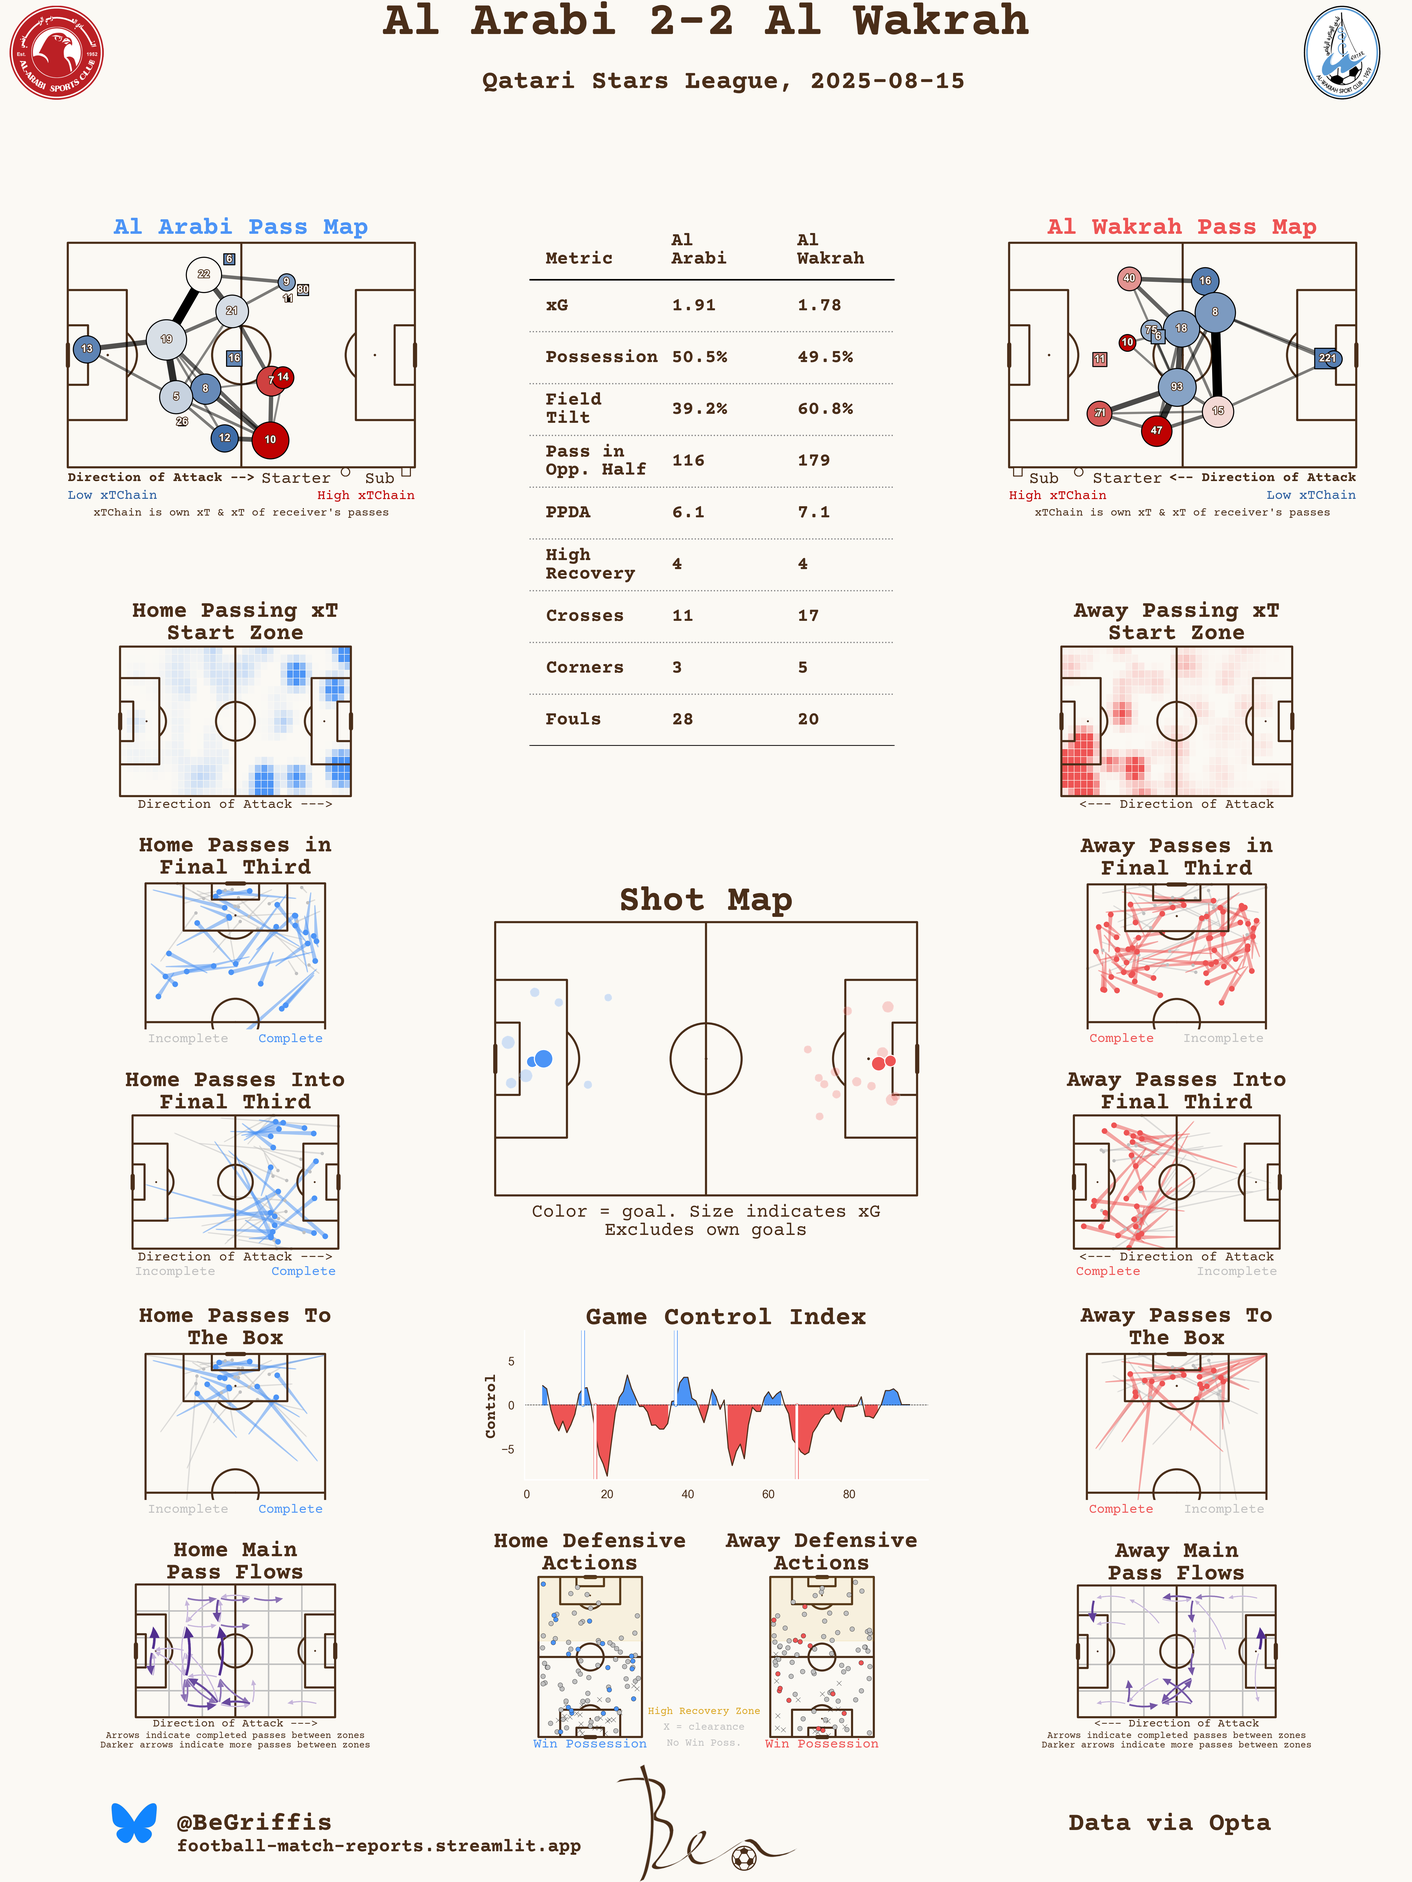 Al Arabi 2-2 Al Wakrah
Qatari Stars League, 2025-08-15
Est. 1952
AL-ARABI SPORTS CLUB
AL-WAKRAH SPORT CLUB - 1959
Al Arabi Pass Map
22
6
9
80
11
21
19
13
16
7
14
5
8
26
12
10
Direction of Attack --> Starter Sub
Low xTChain High xTChain
xTChain is own xT & xT of receiver's passes
Metric Al Arabi Al Wakrah
xG 1.91 1.78
Possession 50.5% 49.5%
Field Tilt 39.2% 60.8%
Pass in Opp. Half 116 179
PPDA 6.1 7.1
High Recovery 4 4
Crosses 11 17
Corners 3 5
Fouls 28 20
Al Wakrah Pass Map
40
16
8
75
18
6
10
11
93
15
47
Sub Starter <-- Direction of Attack
High xTChain Low xTChain
xTChain is own xT & xT of receiver's passes
Home Passing xT
Start Zone
Direction of Attack --->
Away Passing xT
Start Zone
<--- Direction of Attack
Home Passes in
Final Third
Incomplete Complete
Away Passes in
Final Third
Complete Incomplete
Shot Map
Color = goal. Size indicates xG
Excludes own goals
Home Passes Into
Final Third
Direction of Attack --->
Incomplete Complete
Away Passes Into
Final Third
<--- Direction of Attack
Complete Incomplete
Home Passes To
The Box
Incomplete Complete
Game Control Index
Control
5
0
−5
0 20 40 60 80
Away Passes To
The Box
Complete Incomplete
Home Main
Pass Flows
Direction of Attack --->
Arrows indicate completed passes between zones
Darker arrows indicate more passes between zones
Home Defensive
Actions
Win Possession
High Recovery Zone
X = clearance
No Win Poss.
Away Defensive
Actions
Win Possession
Away Main
Pass Flows
<--- Direction of Attack
Arrows indicate completed passes between zones
Darker arrows indicate more passes between zones
@BeGriffis
football-match-reports.streamlit.app
Ben
Data via Opta